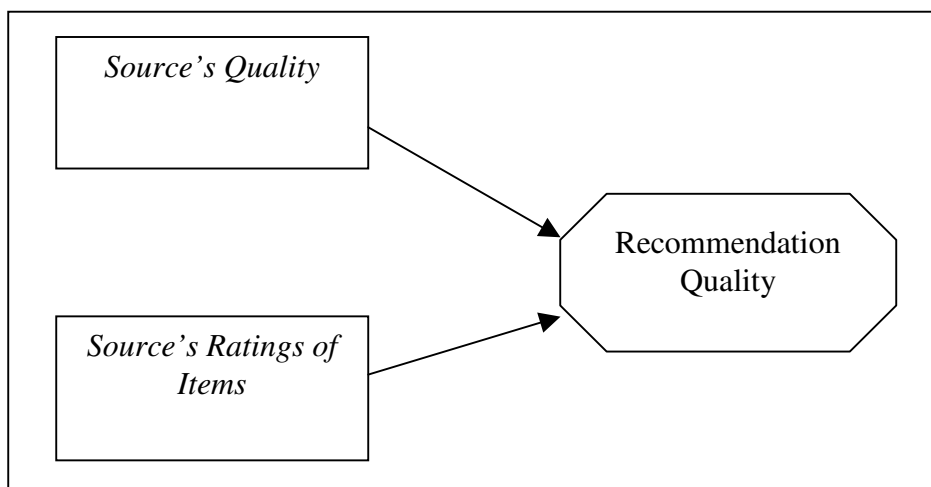 Source’s Quality
Recommendation
Quality
Source’s Ratings of
Items